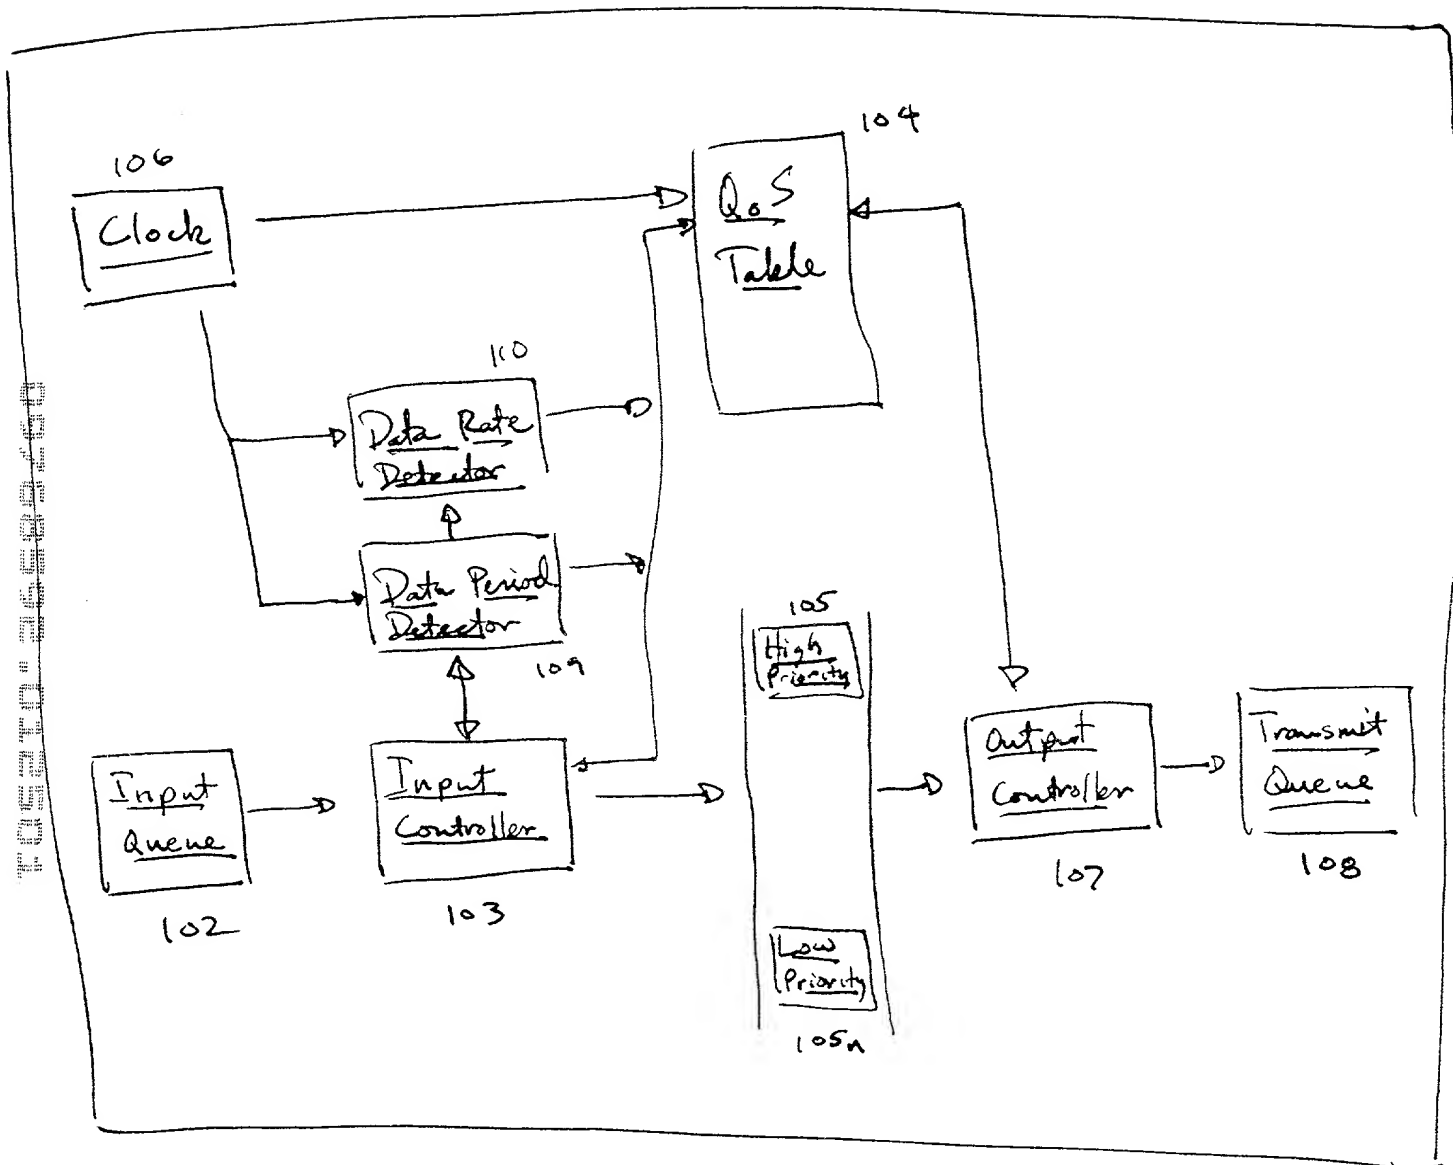 104
106
Clock
QoS
Table
110
Data Rate
Detector
Data Period
Detector
109
105
High
Priority
Input
Queue
102
Input
Controller
103
Low
Priority
105n
Output
Controller
107
Transmit
Queue
108